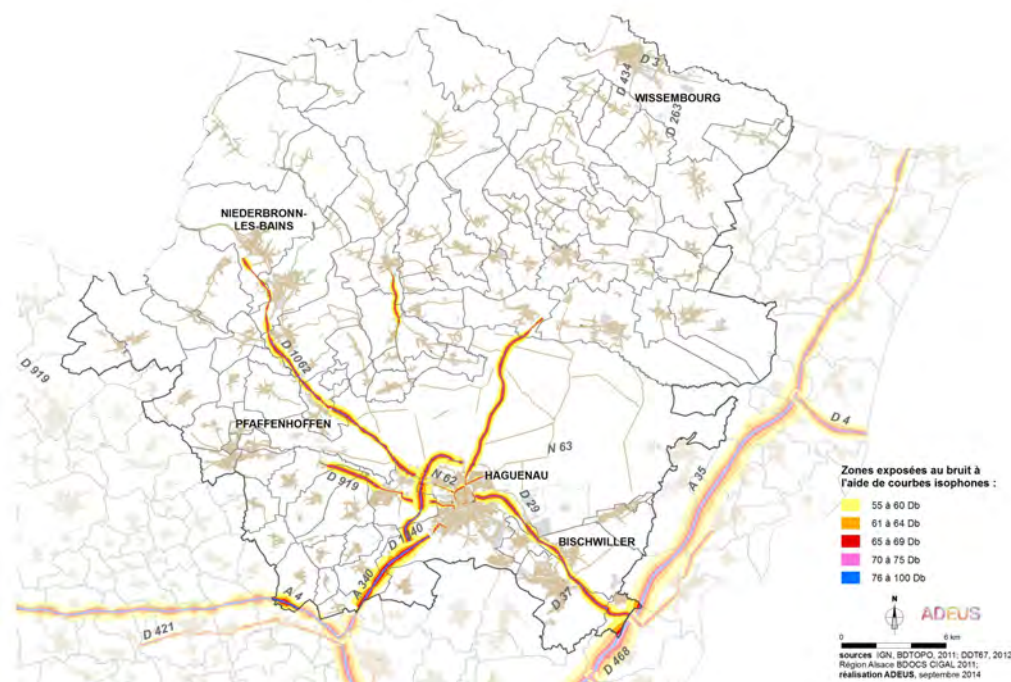 D 3
D 434
WISSEMBOURG
D 263
NIEDERBRONN-
LES-BAINS
D 1062
D 919
PFAFFENHOFFEN
N 63
HAGUENAU
N 62
D 919
D 29
D 4
A 35
BISCHWILLER
A 340
D 37
A 4
D 421
D 468
Zones exposées au bruit à
l'aide de courbes isophones :
55 à 60 Db
61 à 64 Db
65 à 69 Db
70 à 75 Db
76 à 100 Db
N
ADEUS
0 6 km
sources IGN, BDTOPO, 2011; DDT67, 2012
Région Alsace BDOCS CIGAL 2011;
réalisation ADEUS, septembre 2014